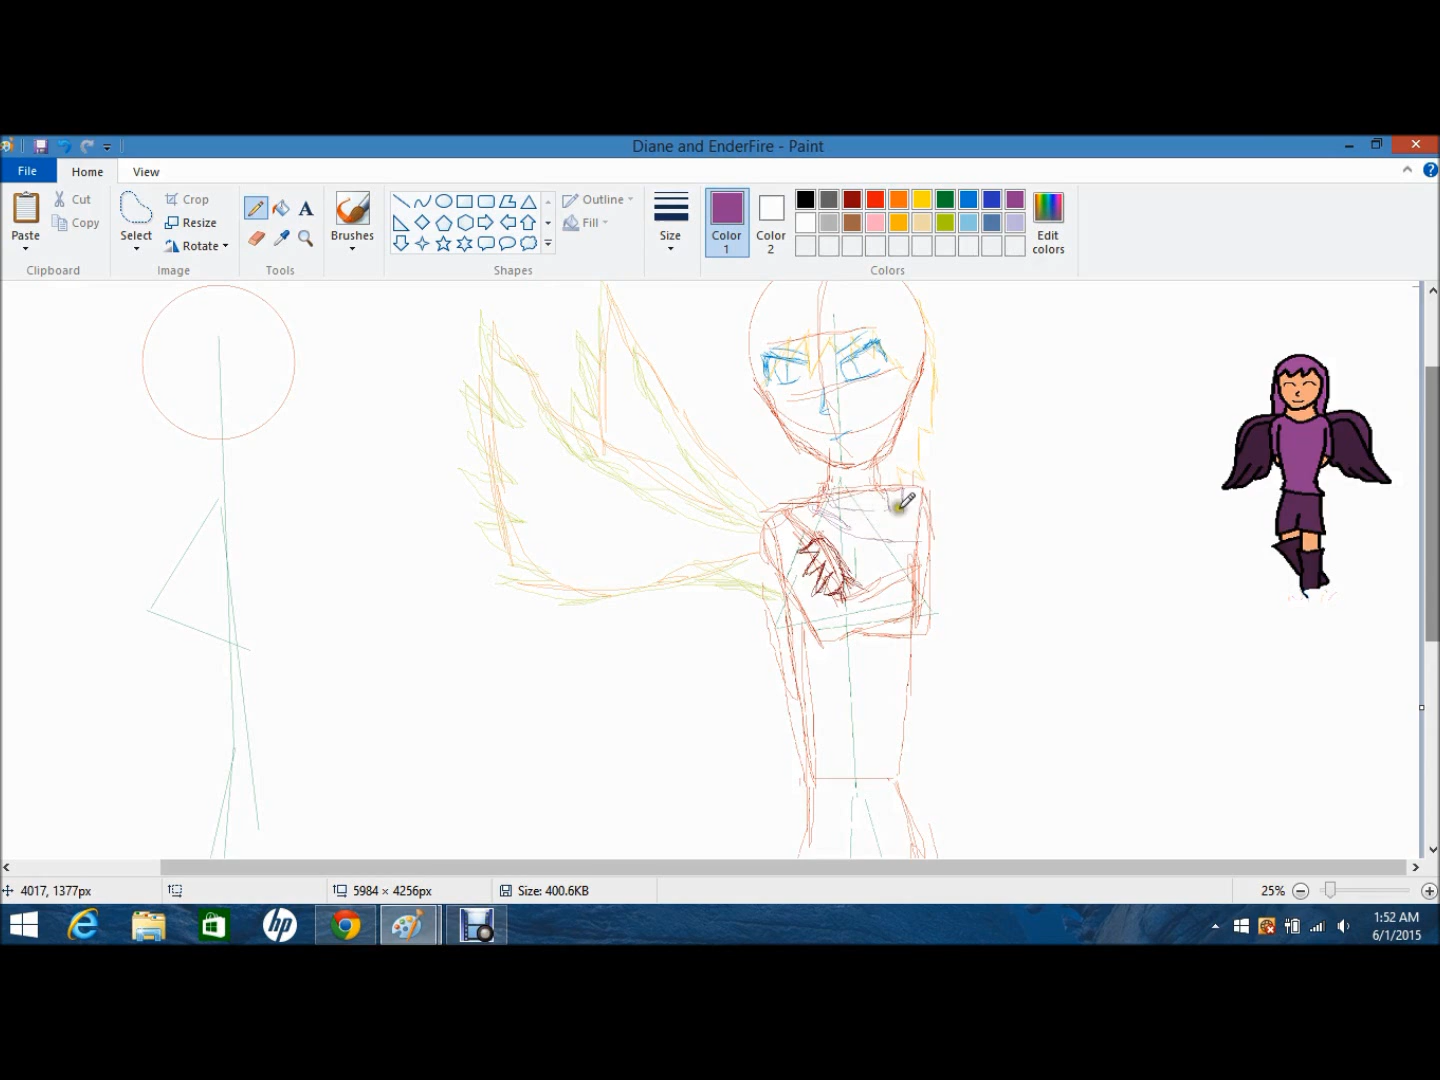 Diane and EnderFire - Paint
File Home View
Paste Cut Copy Clipboard
Select Crop Resize Rotate Image
A Tools
Brushes
Outline Fill Shapes
Size
Color 1 Color 2 Edit colors Colors
4017, 1377px 5984 × 4256px Size: 400.6KB 25%
hp 1:52 AM
6/1/2015